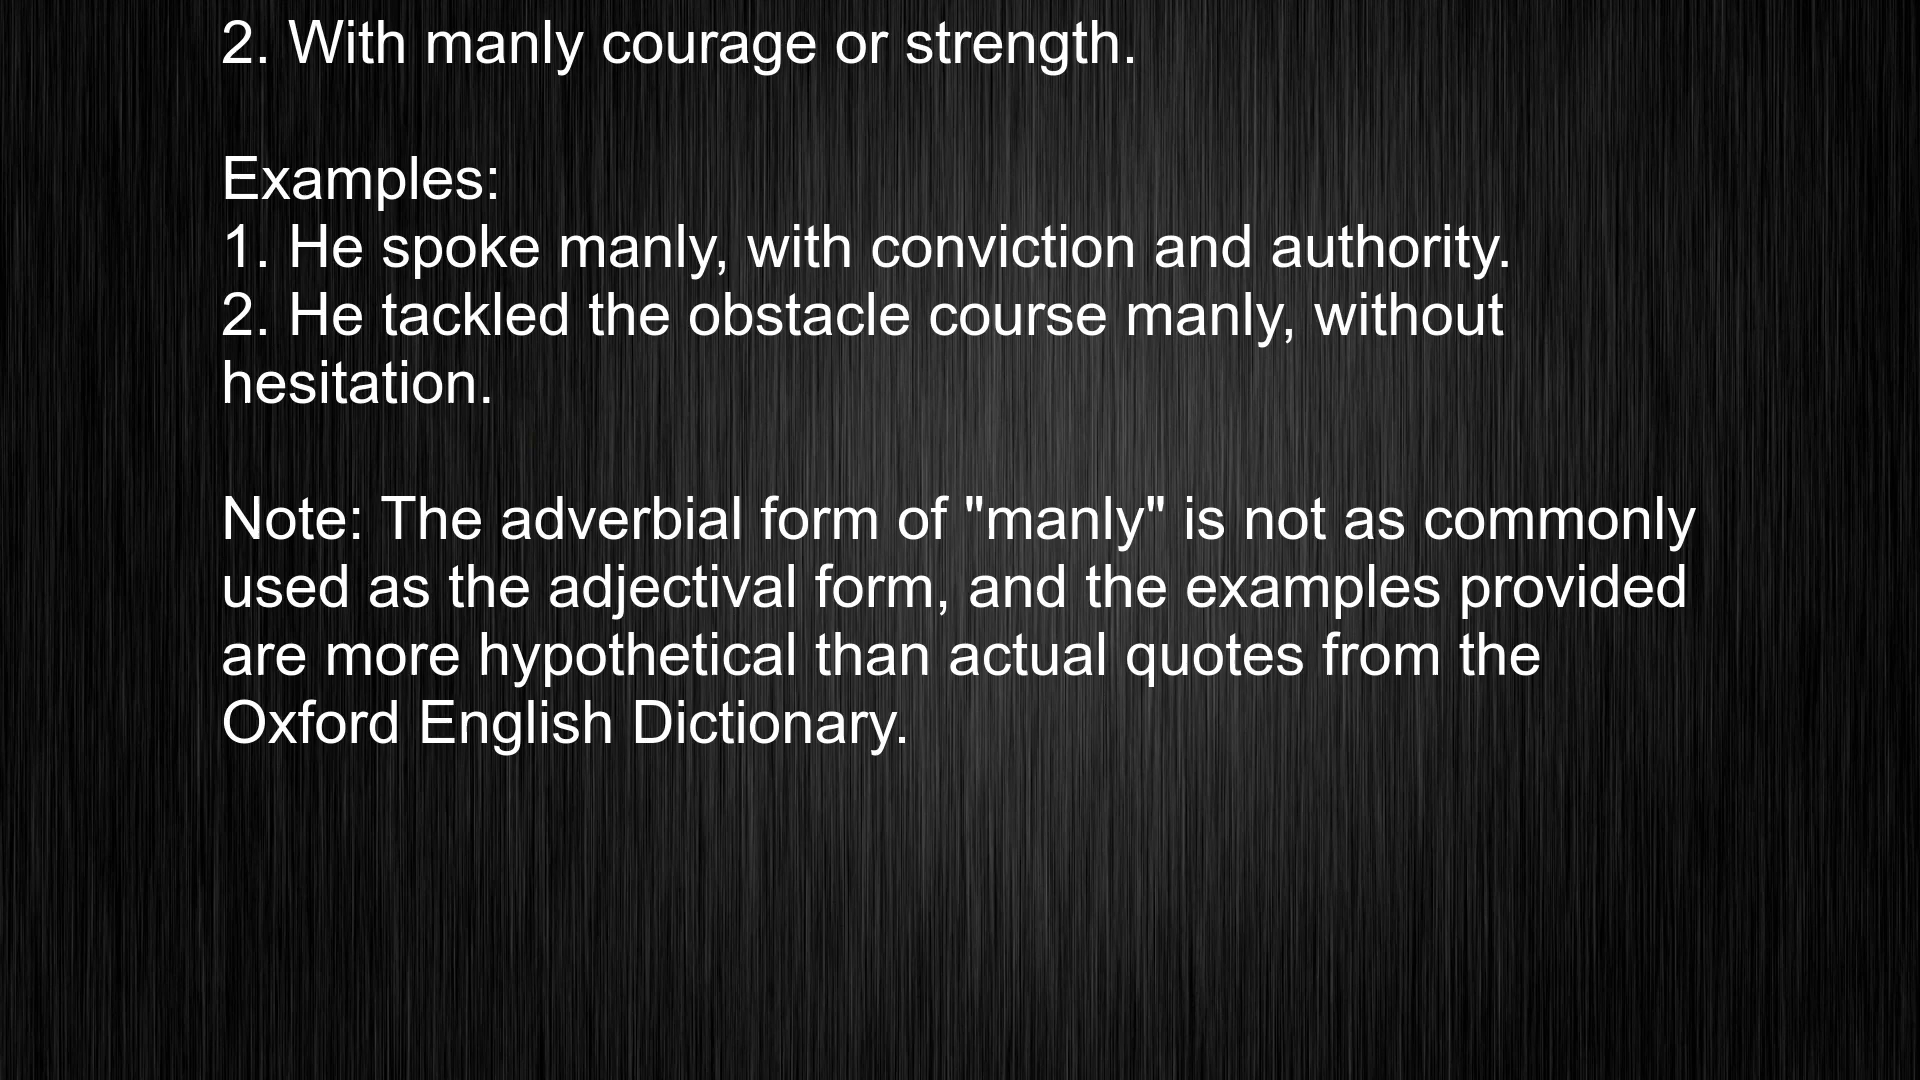 2. With manly courage or strength.
Examples:
1. He spoke manly, with conviction and authority.
2. He tackled the obstacle course manly, without
hesitation.
Note: The adverbial form of "manly" is not as commonly
used as the adjectival form, and the examples provided
are more hypothetical than actual quotes from the
Oxford English Dictionary.